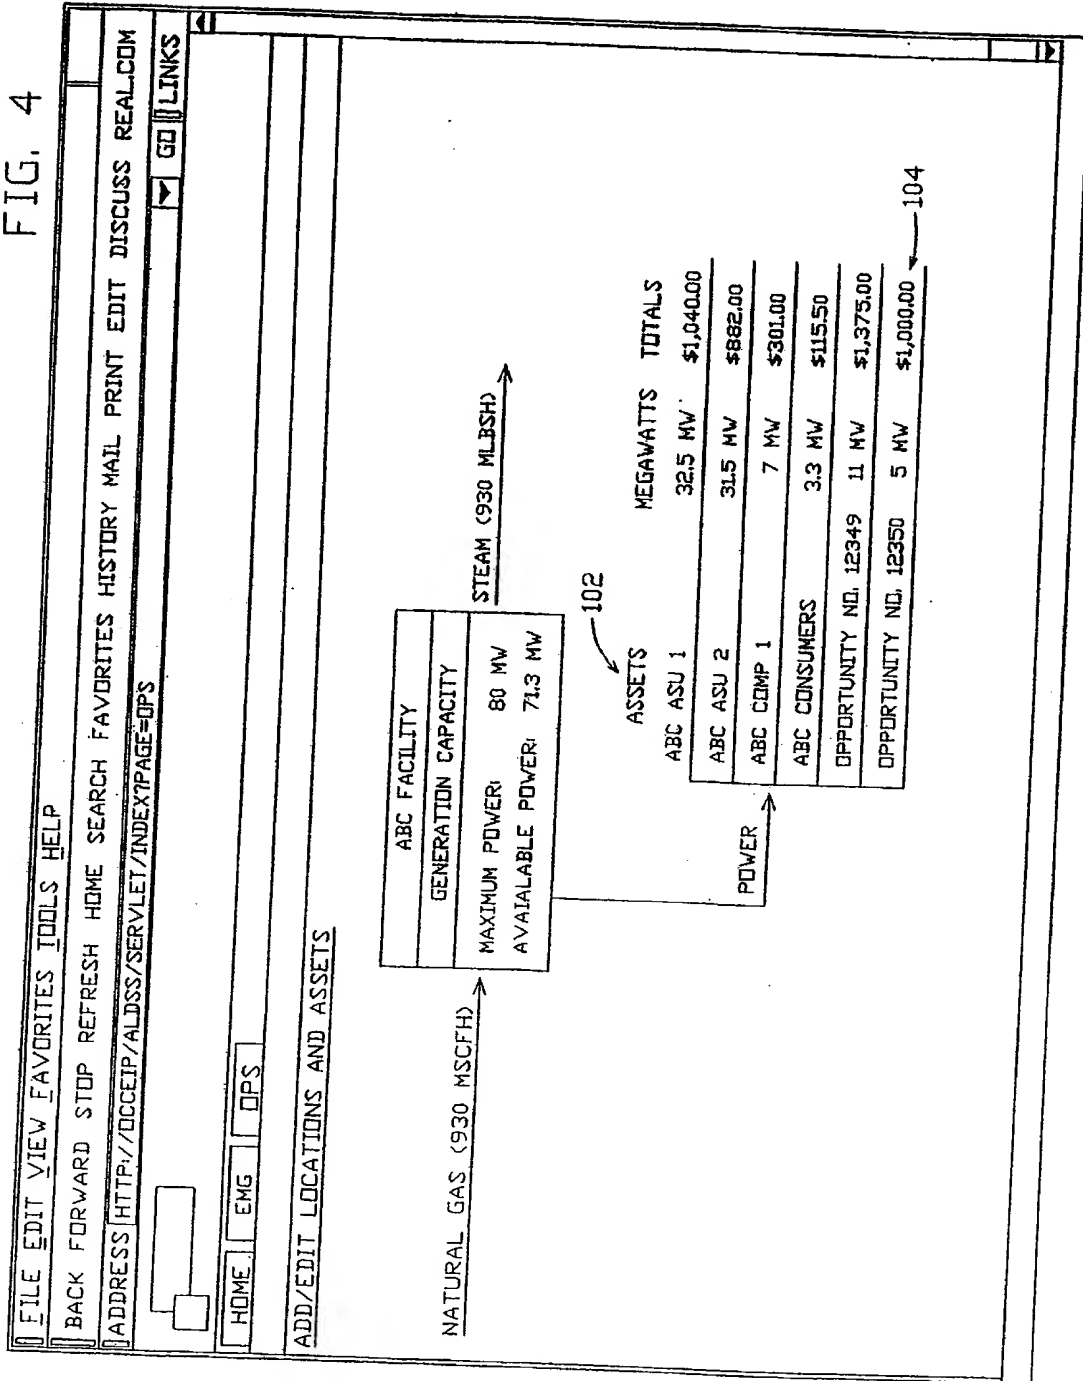 FIG. 4
FILE EDIT VIEW FAVORITES TOOLS HELP
BACK FORWARD STOP REFRESH HOME SEARCH FAVORITES HISTORY MAIL PRINT EDIT DISCUSS REAL.COM
ADDRESS HTTP://OCCEIP/ALDSS/SERVLET/INDEX?PAGE=OPS GO LINKS
HOME EMG OPS
ADD/EDIT LOCATIONS AND ASSETS
ABC FACILITY
GENERATION CAPACITY
MAXIMUM POWER: 80 MW
AVAIALABLE POWER: 71.3 MW
NATURAL GAS (930 MSCFH)
STEAM (930 MLBSH)
POWER
102
ASSETS MEGAWATTS TOTALS
ABC ASU 1 32.5 MW $1,040.00
ABC ASU 2 31.5 MW $882.00
ABC COMP 1 7 MW $301.00
ABC CONSUMERS 3.3 MW $115.50
OPPORTUNITY NO. 12349 11 MW $1,375.00
OPPORTUNITY NO. 12350 5 MW $1,000.00
104